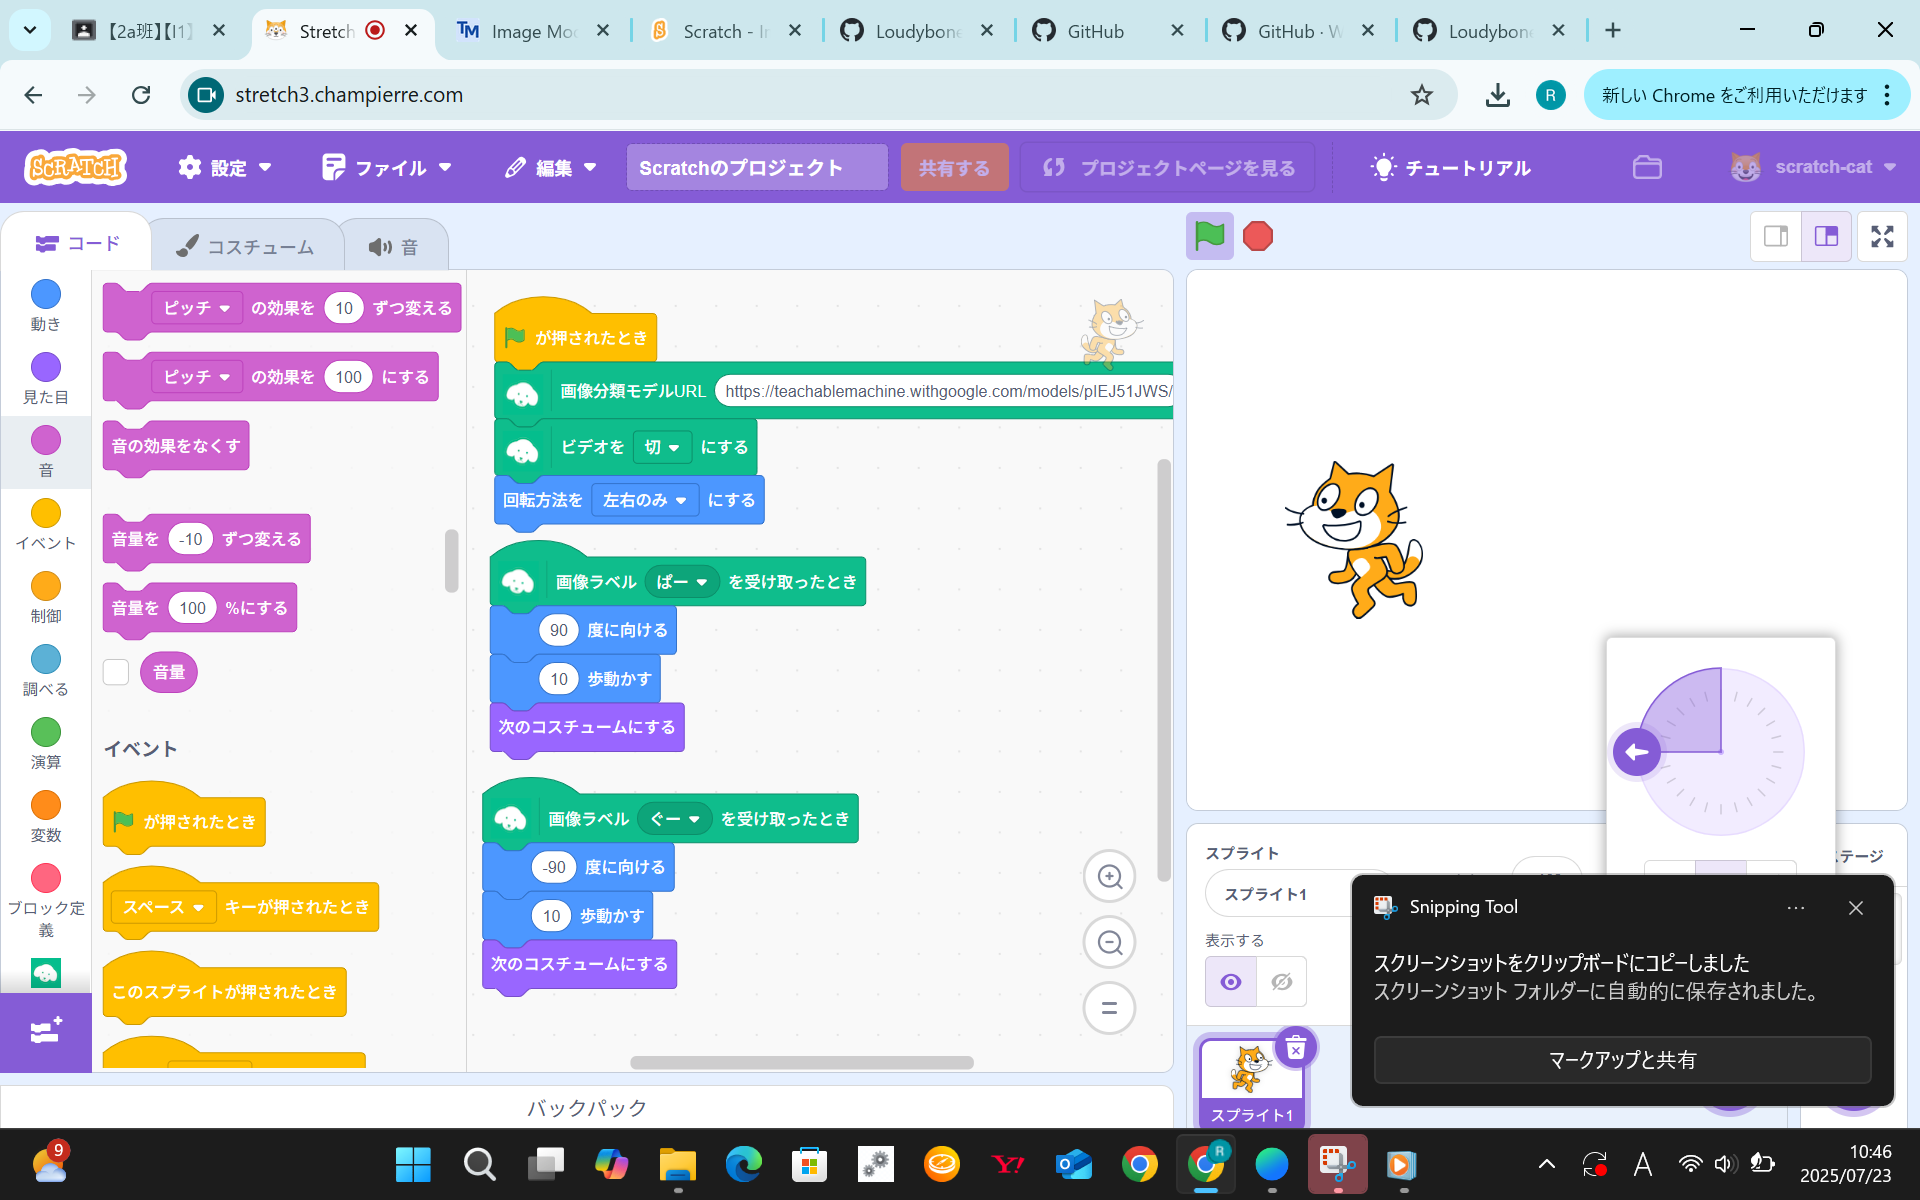 【2a班】【I1】
Stretch
Image Mo
Scratch - I
Loudybone
GitHub
GitHub · W
Loudybone
stretch3.champierre.com
R
新しい Chrome をご利用いただけます
SCRATCH
設定
ファイル
編集
Scratchのプロジェクト
共有する
プロジェクトページを見る
チュートリアル
scratch-cat
コード
コスチューム
音
動き
見た目
音
イベント
制御
調べる
演算
変数
ブロック定義
ピッチ の効果を 10 ずつ変える
ピッチ の効果を 100 にする
音の効果をなくす
音量を -10 ずつ変える
音量を 100 %にする
音量
イベント
が押されたとき
スペース キーが押されたとき
このスプライトが押されたとき
が押されたとき
画像分類モデルURL https://teachablemachine.withgoogle.com/models/pIEJ51JWS/
ビデオを 切 にする
回転方法を 左右のみ にする
画像ラベル ぱー を受け取ったとき
90 度に向ける
10 歩動かす
次のコスチュームにする
画像ラベル ぐー を受け取ったとき
-90 度に向ける
10 歩動かす
次のコスチュームにする
バックパック
スプライト
スプライト1
表示する
スプライト1
テージ
Snipping Tool
スクリーンショットをクリップボードにコピーしました
スクリーンショット フォルダーに自動的に保存されました。
マークアップと共有
9
A
10:46
2025/07/23